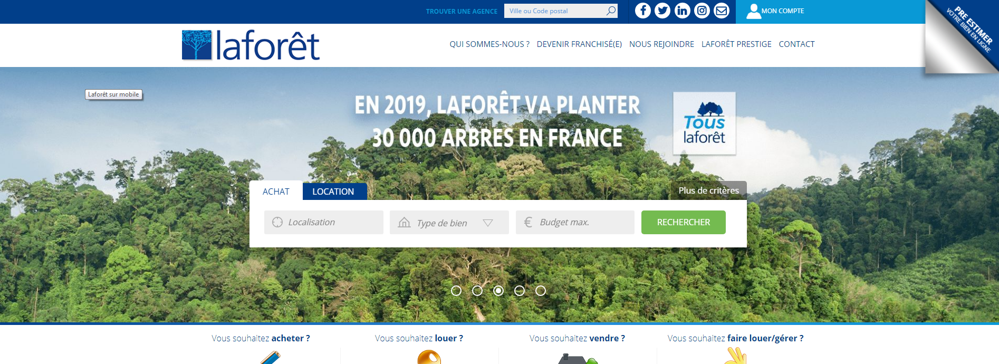 TROUVER UNE AGENCE
Ville ou Code postal
MON COMPTE
PRE ESTIMER
VOTRE BIEN EN LIGNE
laforêt
QUI SOMMES-NOUS ?
DEVENIR FRANCHISÉ(E)
NOUS REJOINDRE
LAFORÊT PRESTIGE
CONTACT
Laforêt sur mobile
EN 2019, LAFORÊT VA PLANTER
30 000 ARBRES EN FRANCE
Tous
laforêt
ACHAT
LOCATION
Plus de critères
Localisation
Type de bien
€ Budget max.
RECHERCHER
Vous souhaitez acheter ?
Vous souhaitez louer ?
Vous souhaitez vendre ?
Vous souhaitez faire louer/gérer ?